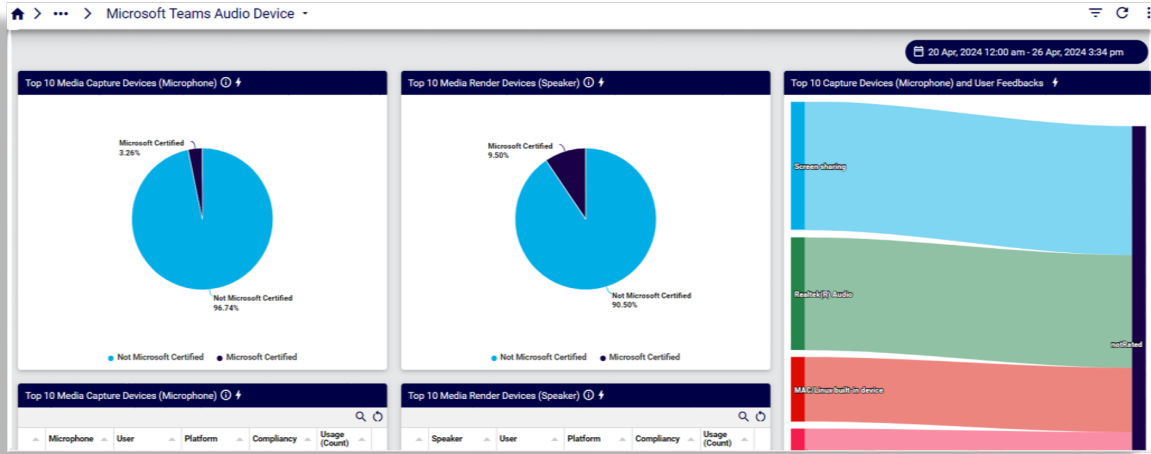 Microsoft Teams Audio Device
20 Apr, 2024 12:00 am - 26 Apr, 2024 3:34 pm
Top 10 Media Capture Devices (Microphone)
Microsoft Certified
3.26%
Not Microsoft Certified
96.74%
Not Microsoft Certified
Microsoft Certified
Top 10 Media Render Devices (Speaker)
Microsoft Certified
9.50%
Not Microsoft Certified
90.50%
Not Microsoft Certified
Microsoft Certified
Top 10 Capture Devices (Microphone) and User Feedbacks
Screen sharing
Realtek(R) Audio
notRated
MAC/Linux built-in device
Top 10 Media Capture Devices (Microphone)
Microphone User Platform Compliancy Usage
(Count)
Top 10 Media Render Devices (Speaker)
Speaker User Platform Compliancy Usage
(Count)